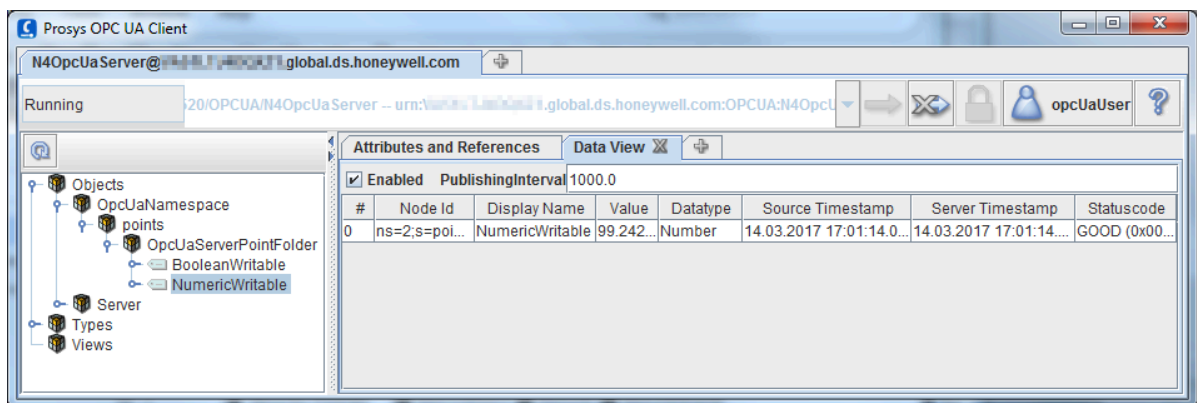 Prosys OPC UA Client
N4OpcUaServer@ .global.ds.honeywell.com
Running 520/OPCUA/N4OpcUaServer -- urn: .global.ds.honeywell.com:OPCUA:N4OpcU opcUaUser
Attributes and References Data View
Enabled PublishingInterval 1000.0
# Node Id Display Name Value Datatype Source Timestamp Server Timestamp Statuscode
0 ns=2;s=poi... NumericWritable 99.242... Number 14.03.2017 17:01:14.0... 14.03.2017 17:01:14.... GOOD (0x00...
Objects
OpcUaNamespace
points
OpcUaServerPointFolder
BooleanWritable
NumericWritable
Server
Types
Views